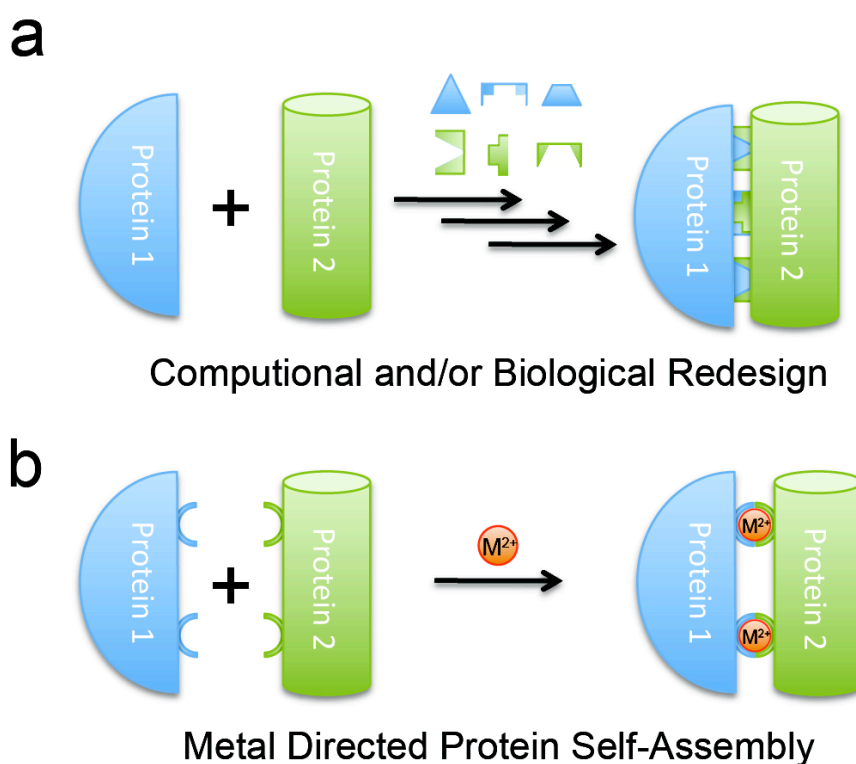 a
Protein 1
+
Protein 2
Protein 1
Protein 2
Computional and/or Biological Redesign
b
Protein 1
+
Protein 2
M²⁺
Protein 1
M²⁺
M²⁺
Protein 2
Metal Directed Protein Self-Assembly